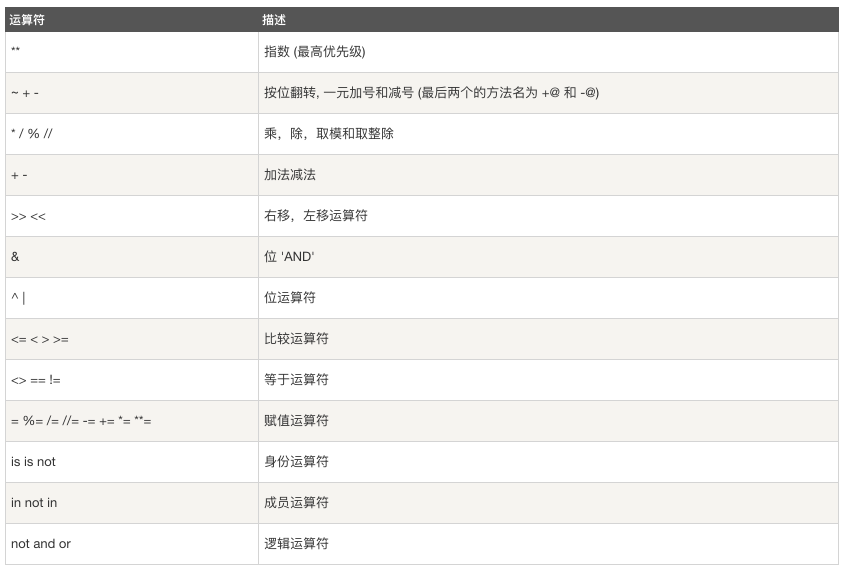 运算符 描述
** 指数 (最高优先级)
~ + - 按位翻转, 一元加号和减号 (最后两个的方法名为 +@ 和 -@)
* / % // 乘，除，取模和取整除
+ - 加法减法
>> << 右移，左移运算符
& 位 'AND'
^ | 位运算符
<= < > >= 比较运算符
<> == != 等于运算符
= %= /= //= -= += *= **= 赋值运算符
is is not 身份运算符
in not in 成员运算符
not and or 逻辑运算符